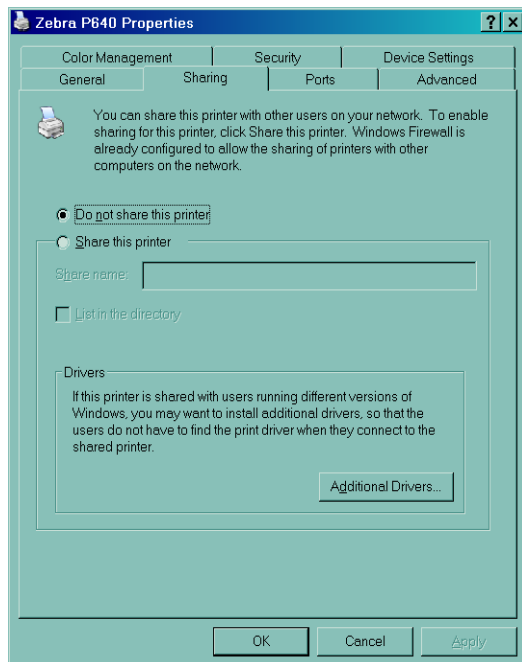 Zebra P640 Properties
Color Management Security Device Settings
General Sharing Ports Advanced
You can share this printer with other users on your network. To enable
sharing for this printer, click Share this printer. Windows Firewall is
already configured to allow the sharing of printers with other
computers on the network.
Do not share this printer
Share this printer
Share name:
List in the directory
Drivers
If this printer is shared with users running different versions of
Windows, you may want to install additional drivers, so that the
users do not have to find the print driver when they connect to the
shared printer.
Additional Drivers...
OK Cancel Apply